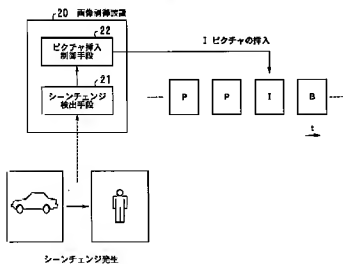 20 画像制御装置
22
ピクチャ挿入
制御手段
I ピクチャの挿入
21
シーンチェンジ
検出手段
P P I B
t
シーンチェンジ発生